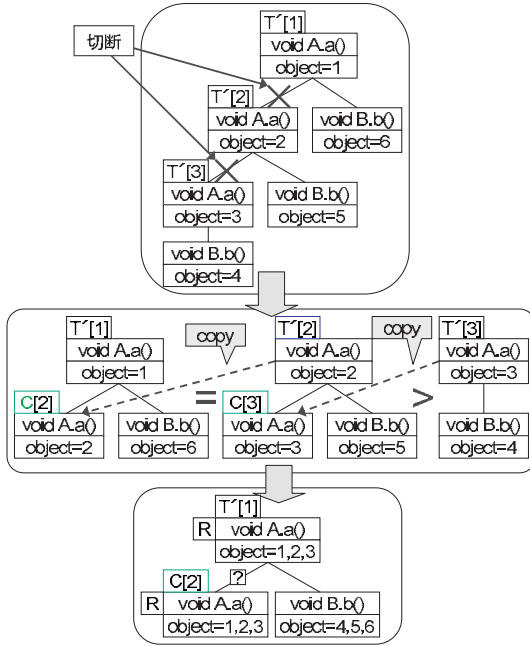 T´[1]
切断
void A.a()
object=1
T´[2]
void A.a()
object=2
void B.b()
object=6
T´[3]
void A.a()
object=3
void B.b()
object=5
void B.b()
object=4
T´[1]
copy
T´[2]
copy
T´[3]
void A.a()
object=1
void A.a()
object=2
void A.a()
object=3
C[2]
=
C[3]
>
void A.a()
object=2
void B.b()
object=6
void A.a()
object=3
void B.b()
object=5
void B.b()
object=4
T´[1]
R
void A.a()
object=1,2,3
C[2]
?
R
void A.a()
object=1,2,3
void B.b()
object=4,5,6